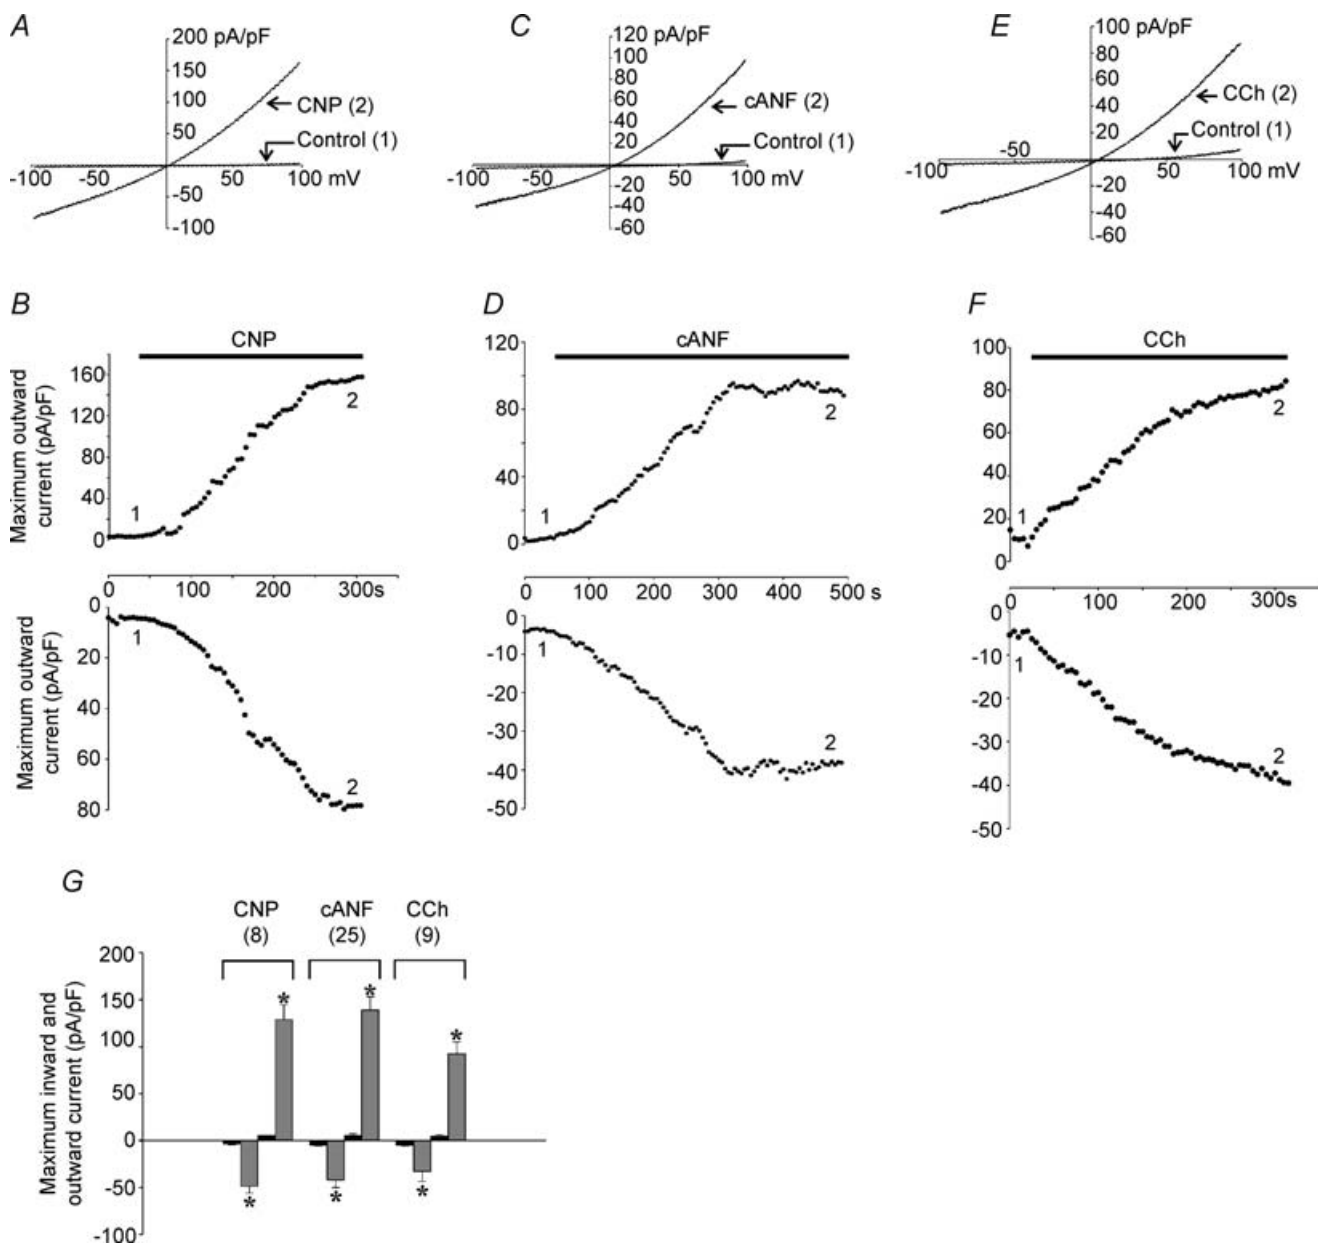 A
200 pA/pF
150
100
50
-50
-100
CNP (2)
Control (1)
-100
-50
50
100 mV
C
120 pA/pF
100
80
60
40
20
-20
-40
-60
cANF (2)
Control (1)
-100
-50
50
100 mV
E
100 pA/pF
80
60
40
20
-20
-40
-60
CCh (2)
Control (1)
-100
-50
50
100 mV
B
CNP
Maximum outward
current (pA/pF)
160
120
80
40
0
1
2
0
100
200
300s
Maximum outward
current (pA/pF)
0
20
40
60
80
1
2
D
cANF
120
80
40
0
1
2
0
100
200
300
400
500 s
-0
-10
-20
-30
-40
-50
1
2
F
CCh
100
80
60
40
20
0
1
2
0
100
200
300s
-0
-10
-20
-30
-40
-50
1
2
G
CNP
(8)
cANF
(25)
CCh
(9)
Maximum inward and
outward current (pA/pF)
200
150
100
50
0
-50
-100
* * *
* * *